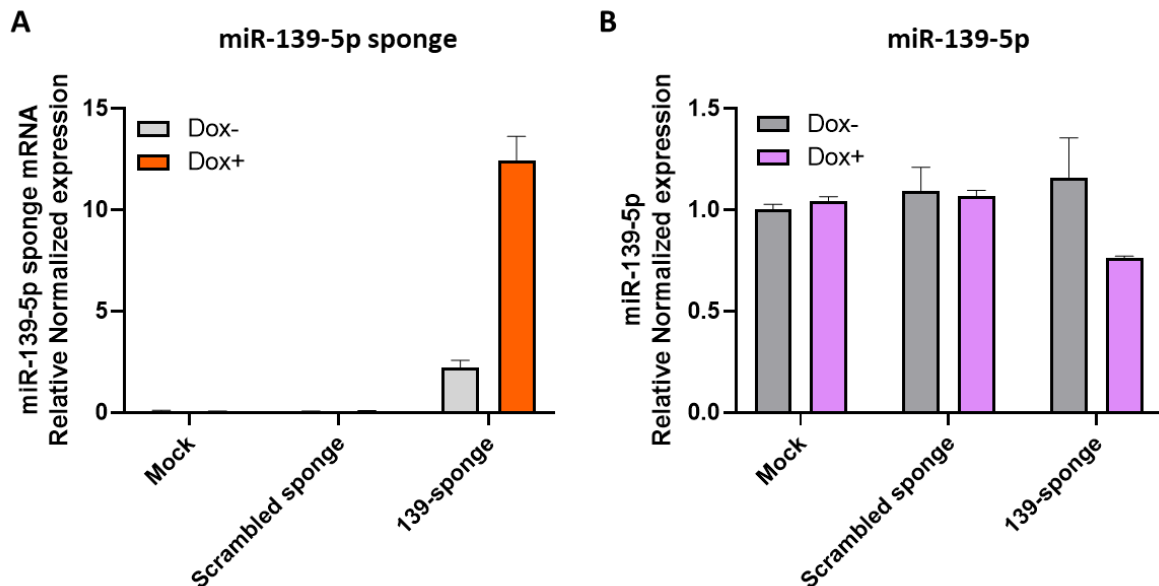 A
miR-139-5p sponge
miR-139-5p sponge mRNA
Relative Normalized expression
15
10
5
0
Dox-
Dox+
Mock
Scrambled sponge
139-sponge
B
miR-139-5p
miR-139-5p
Relative Normalized expression
1.5
1.0
0.5
0.0
Dox-
Dox+
Mock
Scrambled sponge
139-sponge